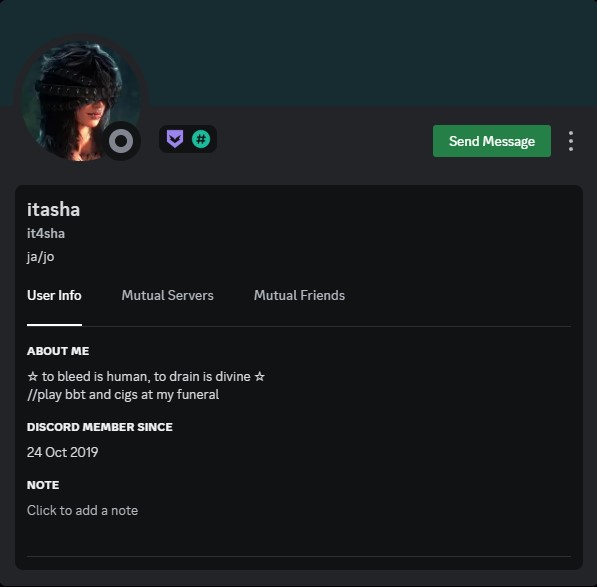 Send Message
itasha
it4sha
ja/jo
User Info Mutual Servers Mutual Friends
ABOUT ME
☆ to bleed is human, to drain is divine ☆
//play bbt and cigs at my funeral
DISCORD MEMBER SINCE
24 Oct 2019
NOTE
Click to add a note